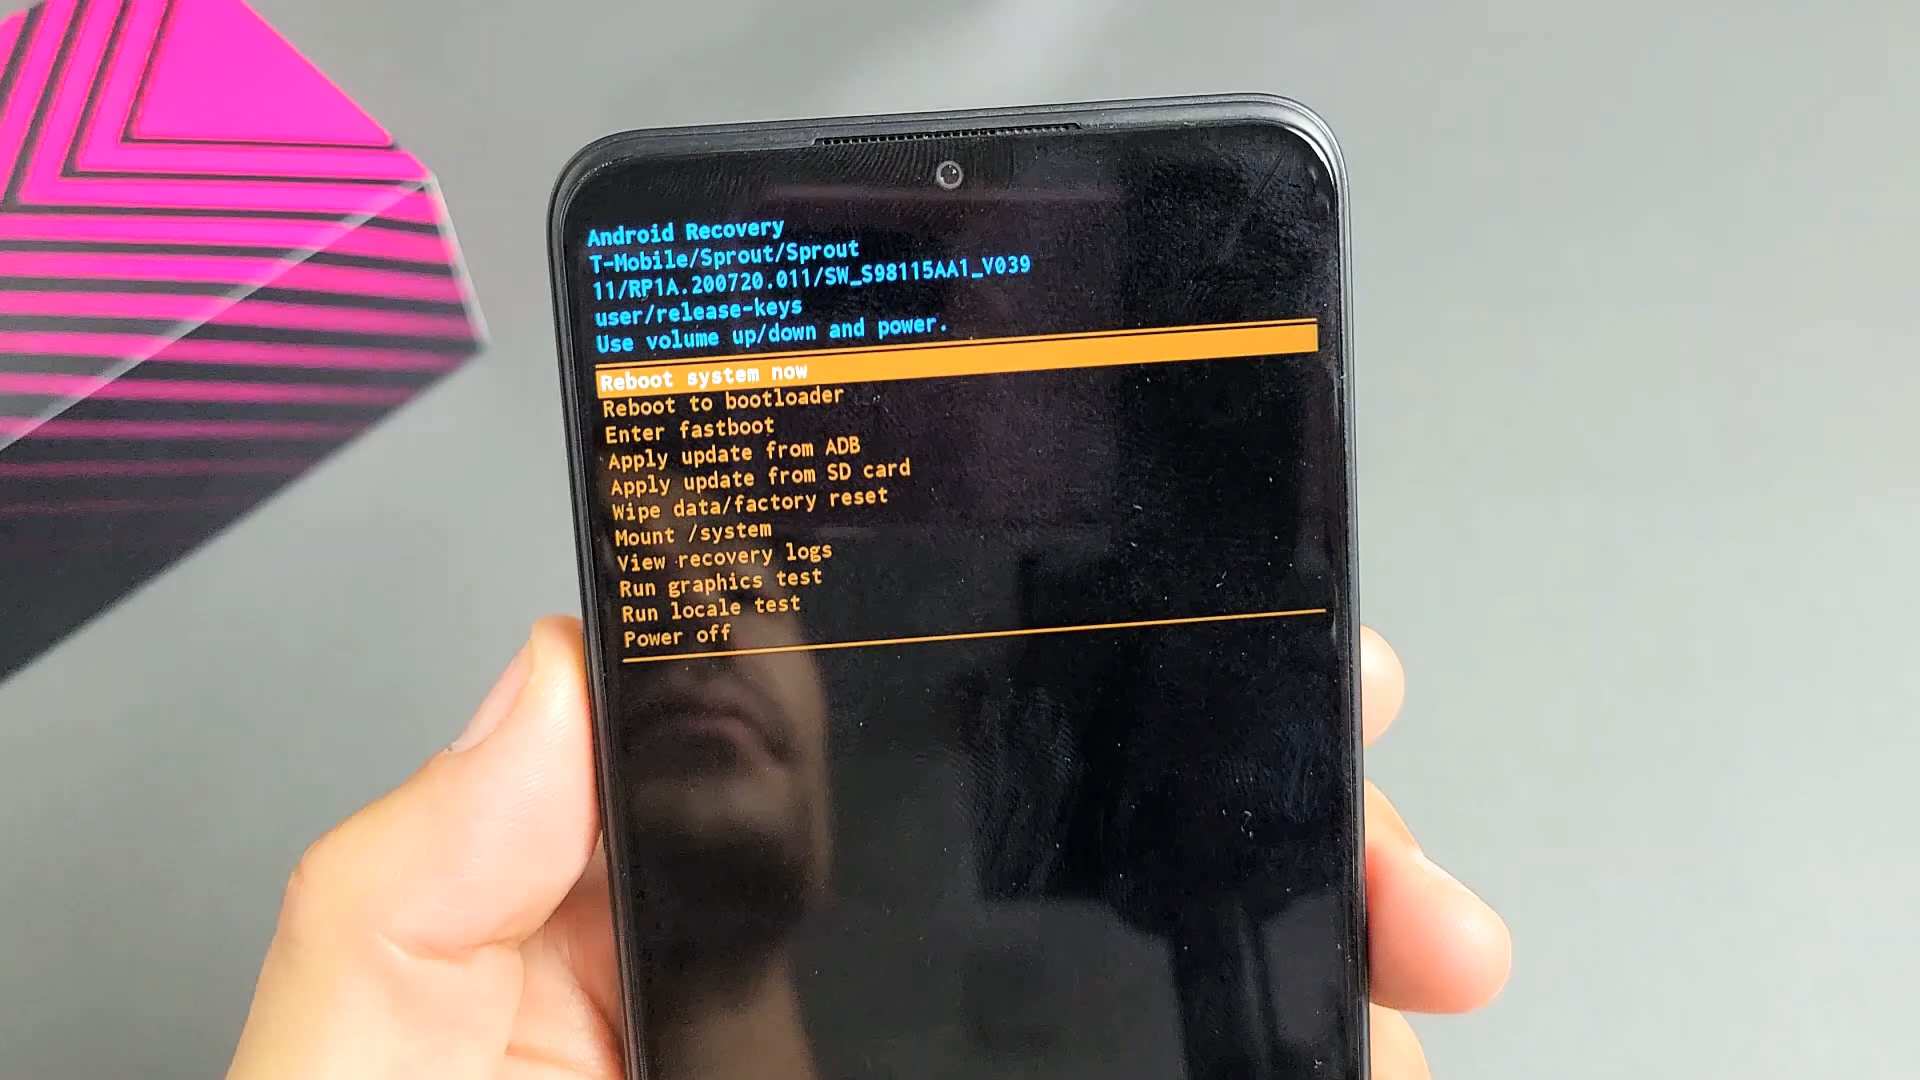 Android Recovery
T-Mobile/Sprout/Sprout
11/RP1A.200720.011/SW_S98115AA1_V039
user/release-keys
Use volume up/down and power.
Reboot system now
Reboot to bootloader
Enter fastboot
Apply update from ADB
Apply update from SD card
Wipe data/factory reset
Mount /system
View recovery logs
Run graphics test
Run locale test
Power off